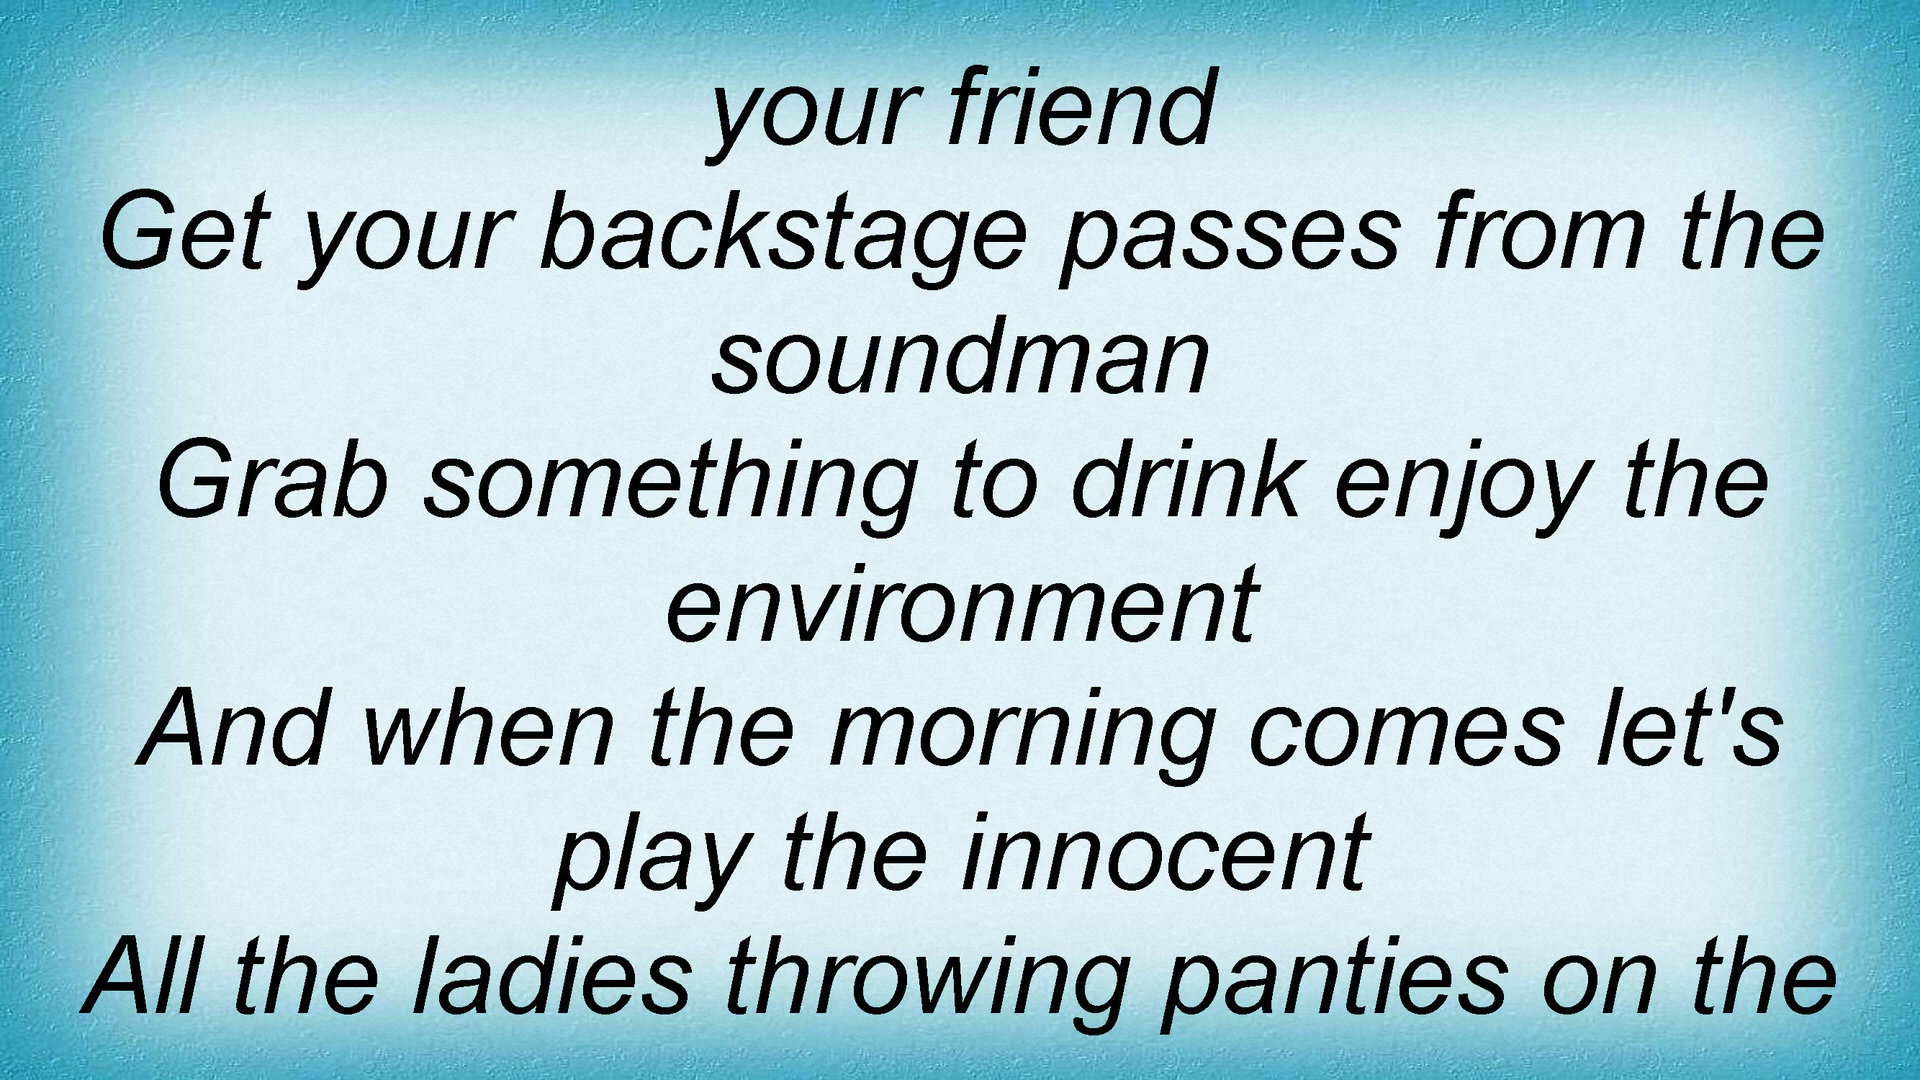 your friend
Get your backstage passes from the
soundman
Grab something to drink enjoy the
environment
And when the morning comes let's
play the innocent
All the ladies throwing panties on the